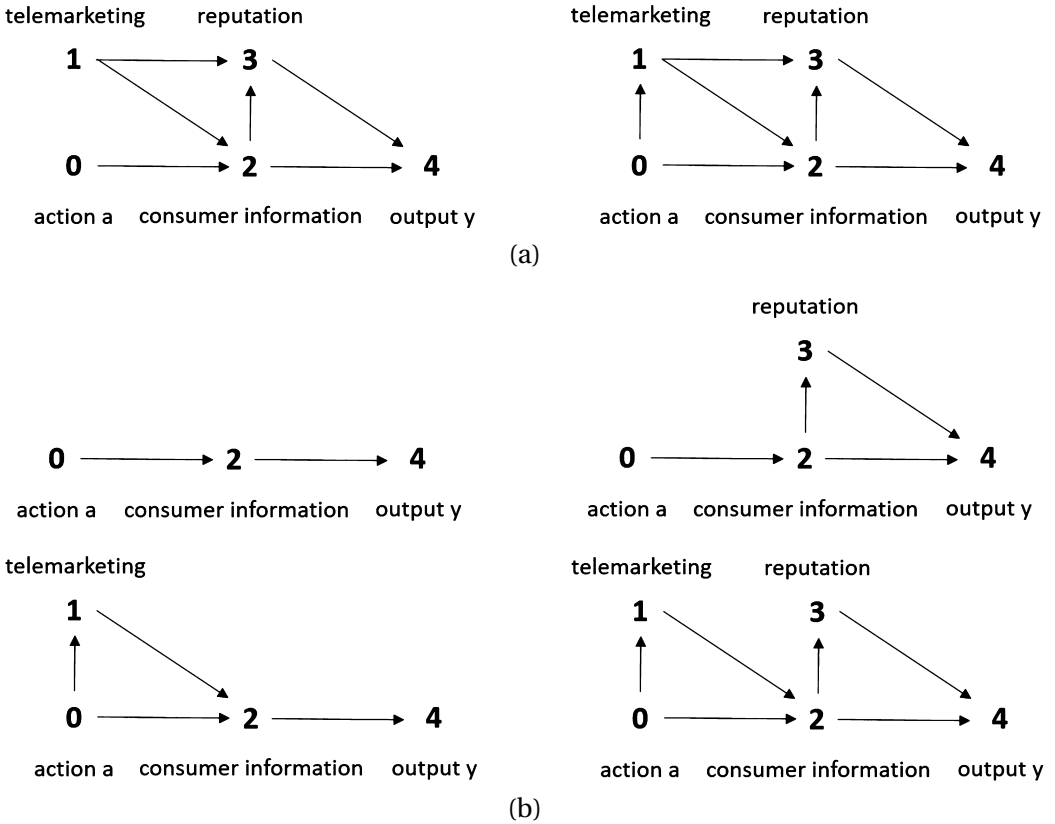 telemarketing reputation telemarketing reputation
1 3 1 3
0 2 4 0 2 4
action a consumer information output y action a consumer information output y
(a)
reputation
3
0 2 4 0 2 4
action a consumer information output y action a consumer information output y
telemarketing telemarketing reputation
1 1 3
0 2 4 0 2 4
action a consumer information output y action a consumer information output y
(b)